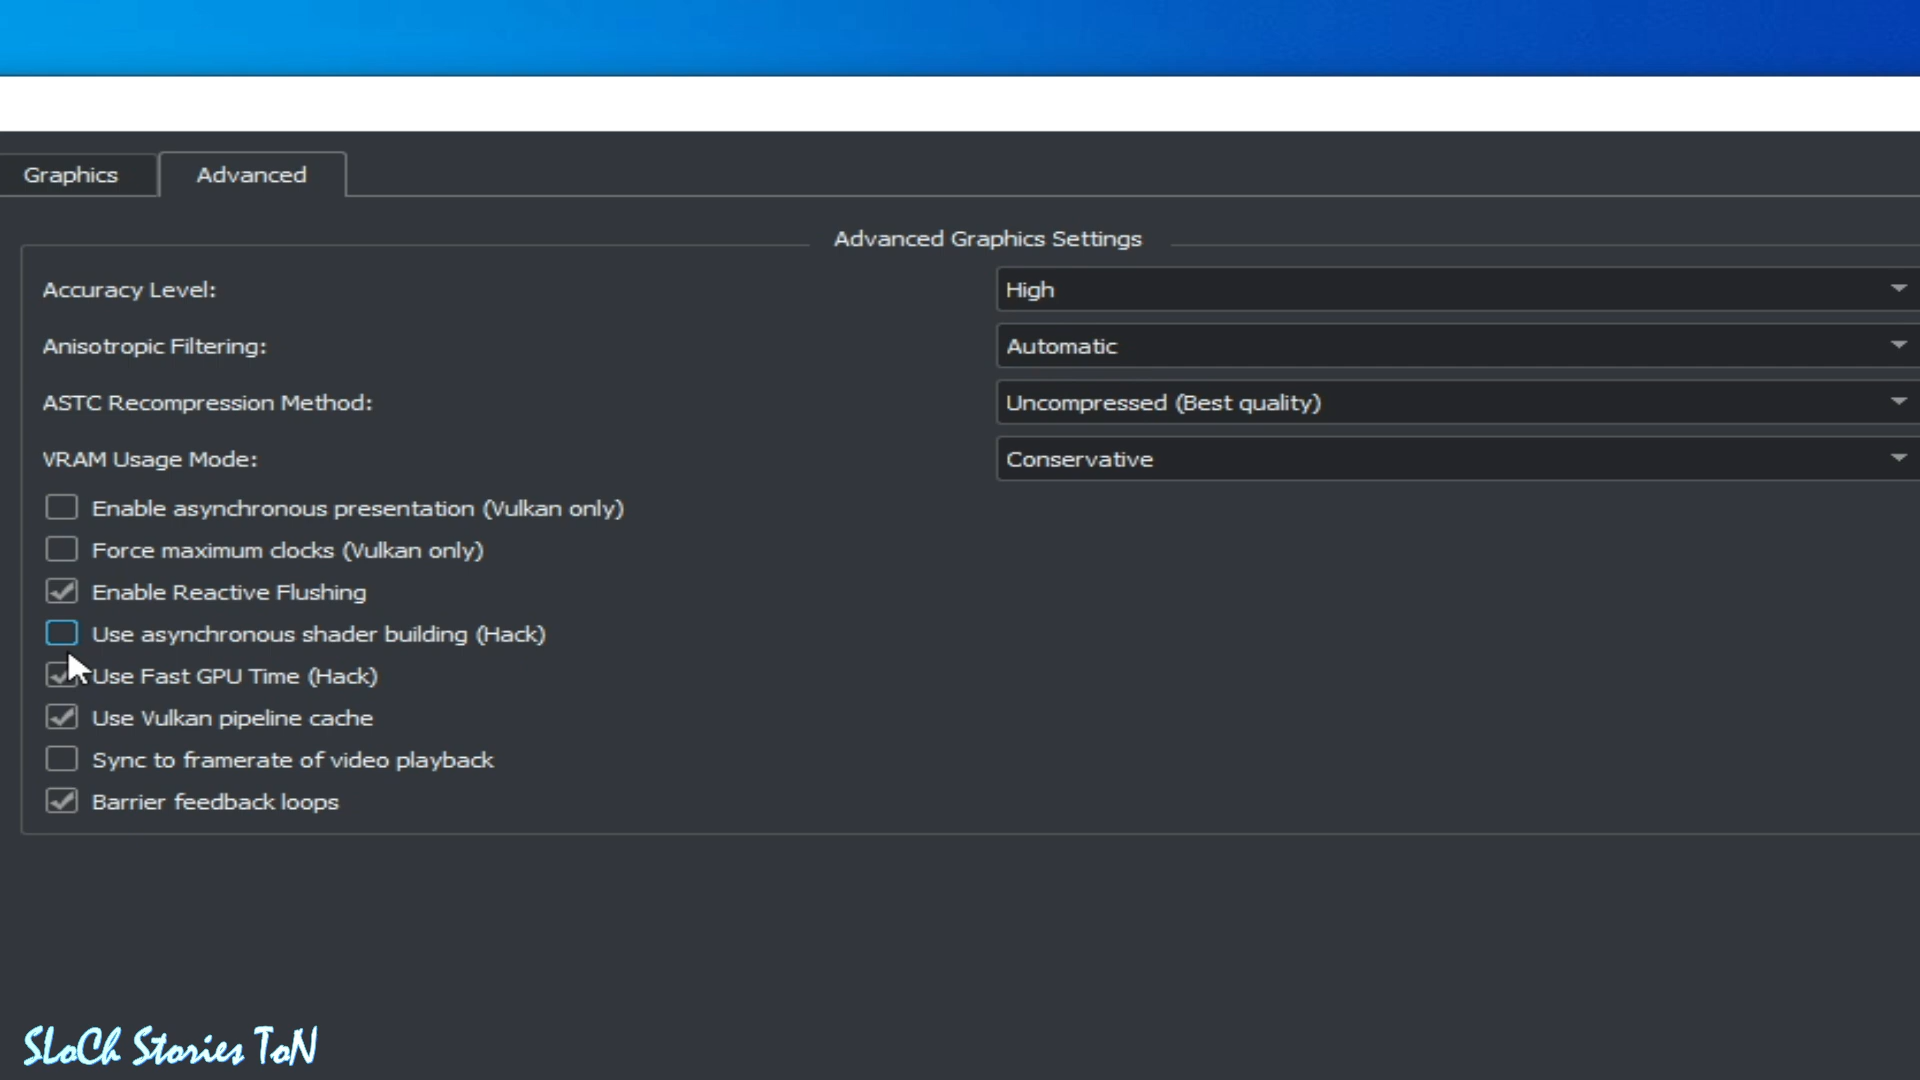 Graphics
Advanced
Advanced Graphics Settings
Accuracy Level:
High
Anisotropic Filtering:
Automatic
ASTC Recompression Method:
Uncompressed (Best quality)
VRAM Usage Mode:
Conservative
Enable asynchronous presentation (Vulkan only)
Force maximum clocks (Vulkan only)
Enable Reactive Flushing
Use asynchronous shader building (Hack)
Use Fast GPU Time (Hack)
Use Vulkan pipeline cache
Sync to framerate of video playback
Barrier feedback loops
SLoCh Stories ToN